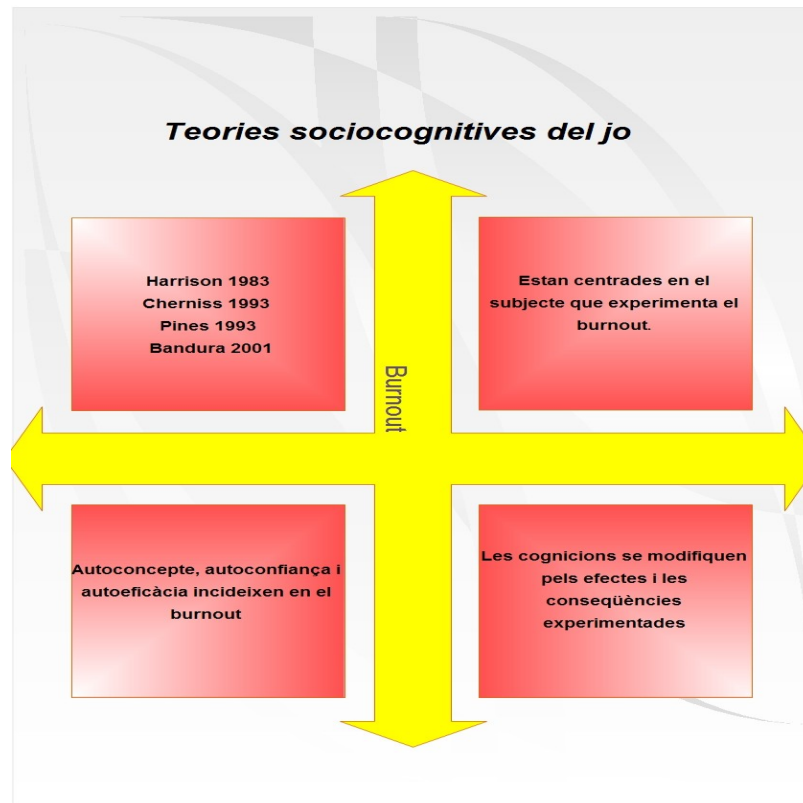 Teories sociocognitives del jo
Harrison 1983
Cherniss 1993
Pines 1993
Bandura 2001
Estan centrades en el
subjecte que experimenta el
burnout.
Burnout
Autoconcepte, autoconfiança i
autoeficàcia incideixen en el
burnout
Les cognicions se modifiquen
pels efectes i les
conseqüències
experimentades